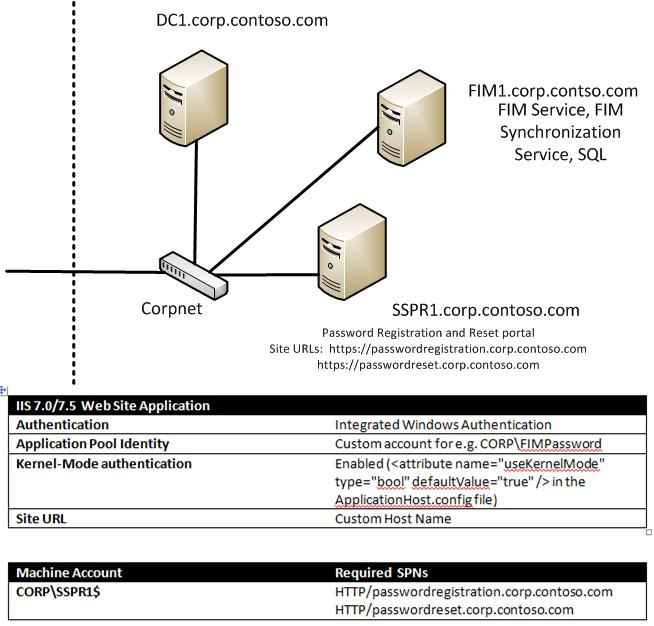 DC1.corp.contoso.com
FIM1.corp.contso.com
FIM Service, FIM
Synchronization
Service, SQL
Corpnet
SSPR1.corp.contoso.com
Password Registration and Reset portal
Site URLs: https://passwordregistration.corp.contoso.com
https://passwordreset.corp.contoso.com
IIS 7.0/7.5 Web Site Application
Authentication Integrated Windows Authentication
Application Pool Identity Custom account for e.g. CORP\FIMPassword
Kernel-Mode authentication Enabled (<attribute name="useKernelMode"
type="bool" defaultValue="true" /> in the
ApplicationHost.config file)
Site URL Custom Host Name
Machine Account Required SPNs
CORP\SSPR1$ HTTP/passwordregistration.corp.contoso.com
HTTP/passwordreset.corp.contoso.com